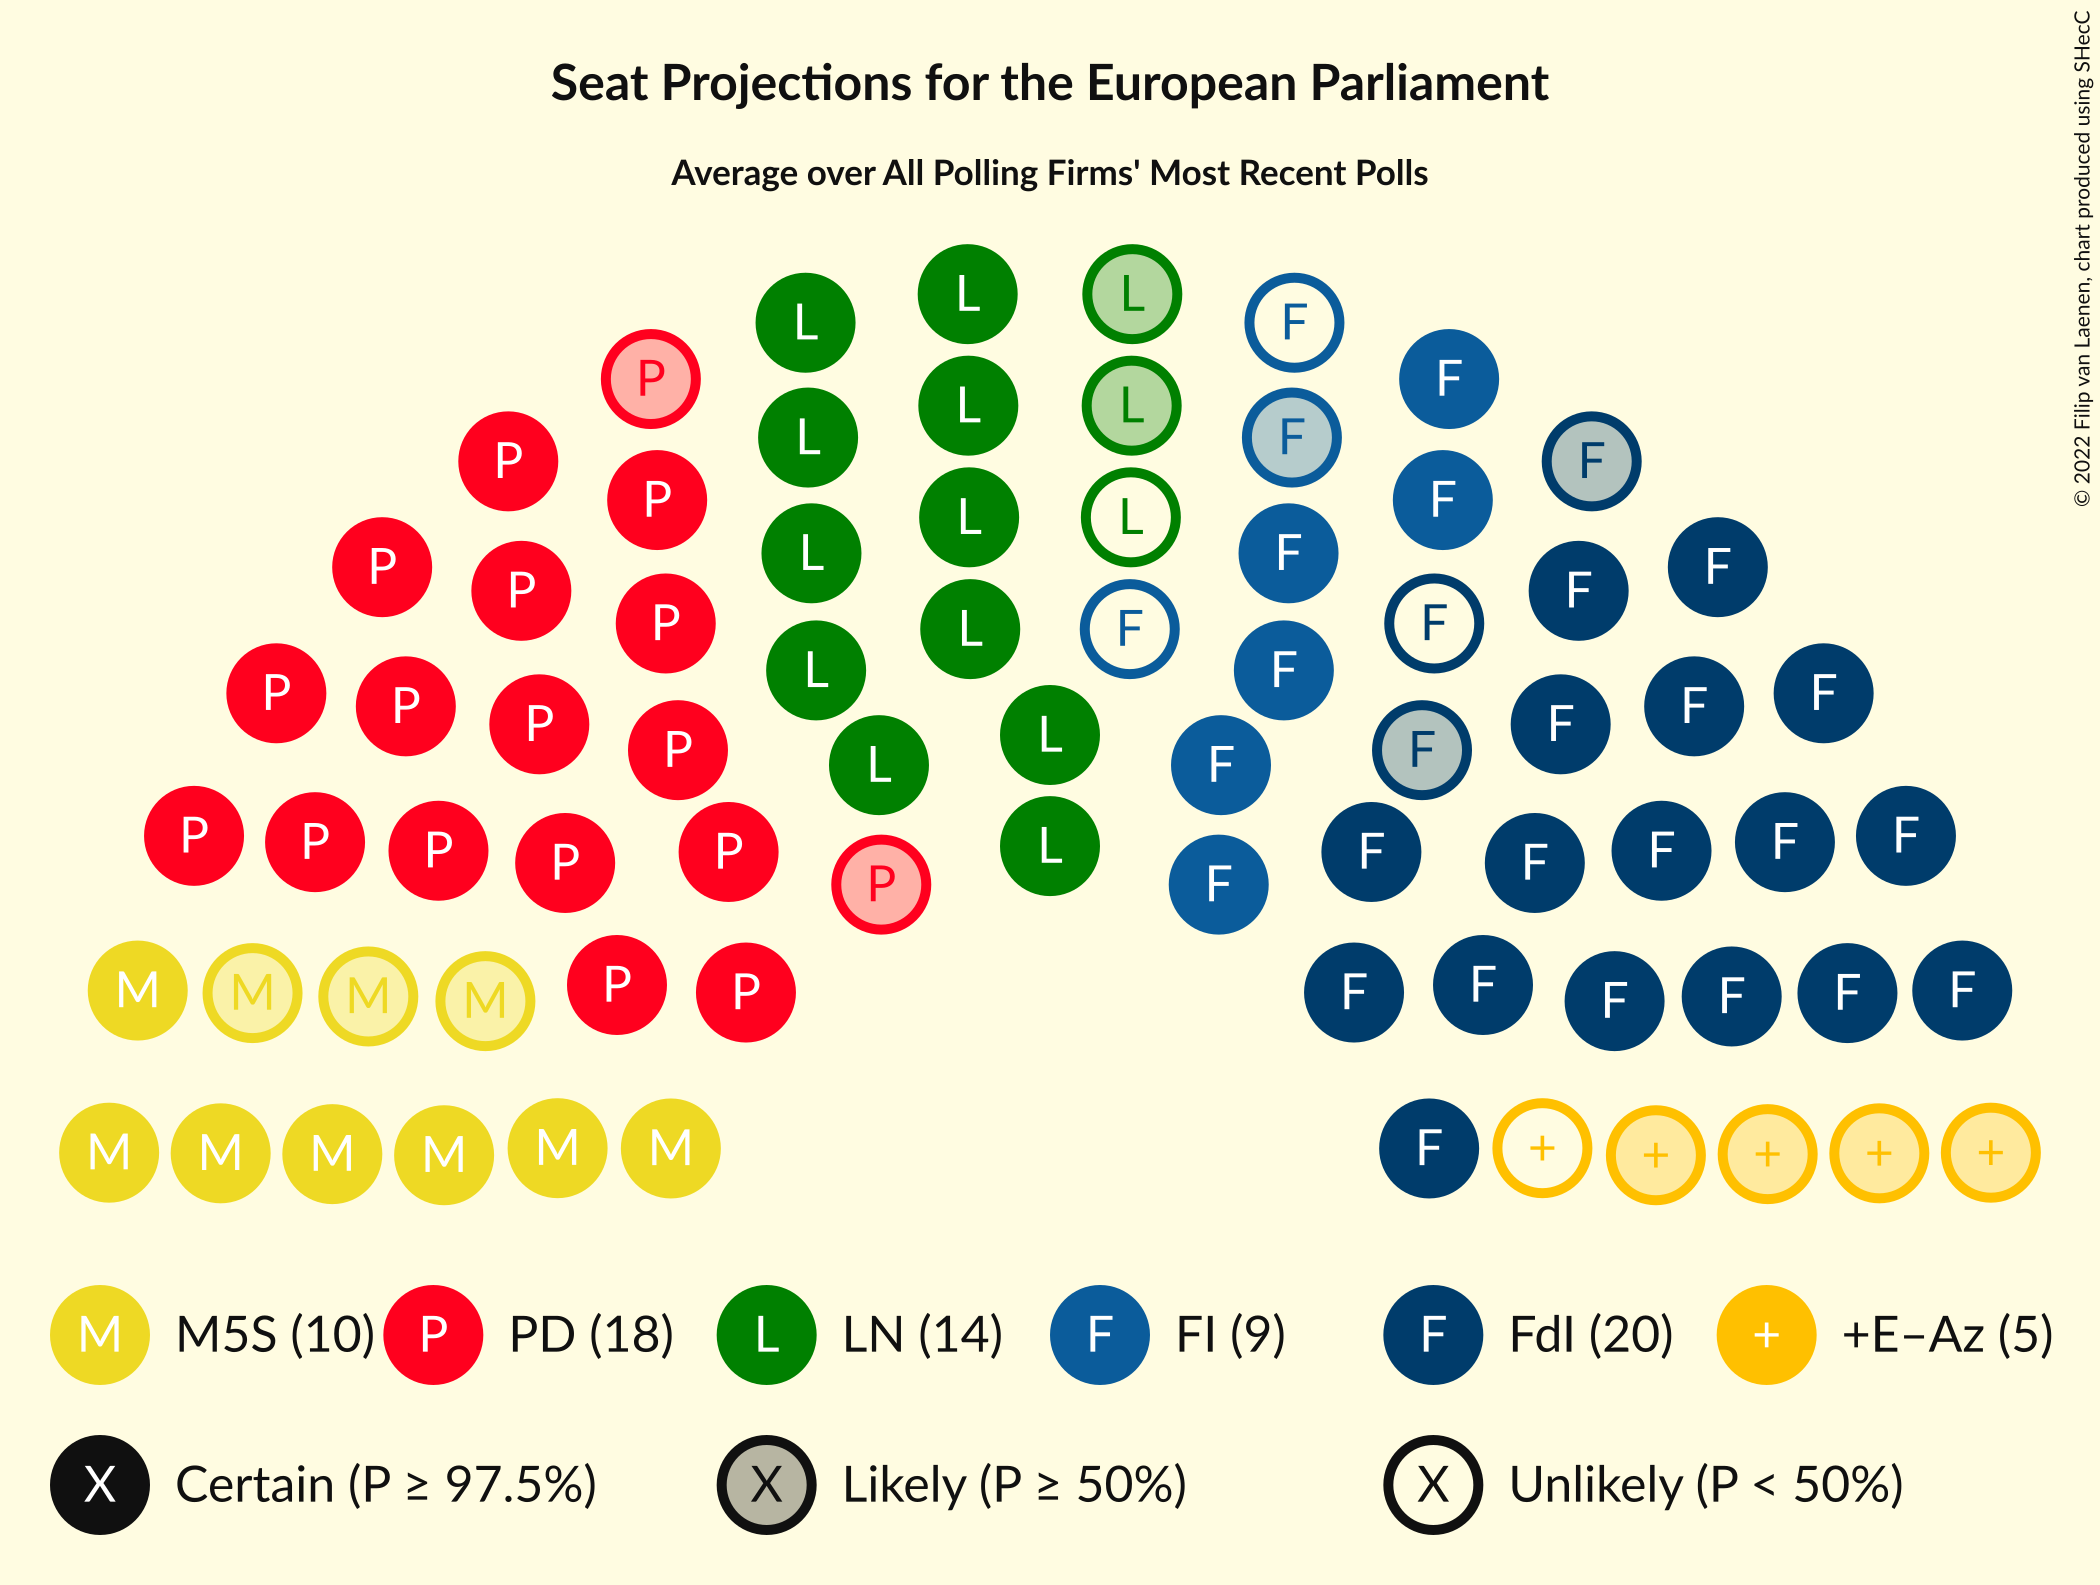 Seat Projections for the European Parliament
Average over All Polling Firms' Most Recent Polls
© 2022 Filip van Laenen, chart produced using SHecC
L L
L L F F
P P F F
L L
P L L F F F
P P L L F F P F
P P L F F F F
P P P P L L F F F F F
P P P P P P L F F F F F F
M M M M P P F F F F F F
M M M M M M F + + + + +
M M5S (10) P PD (18) L LN (14) F FI (9) F FdI (20) + +E–Az (5)
X Certain (P ≥ 97.5%) X Likely (P ≥ 50%) X Unlikely (P < 50%)